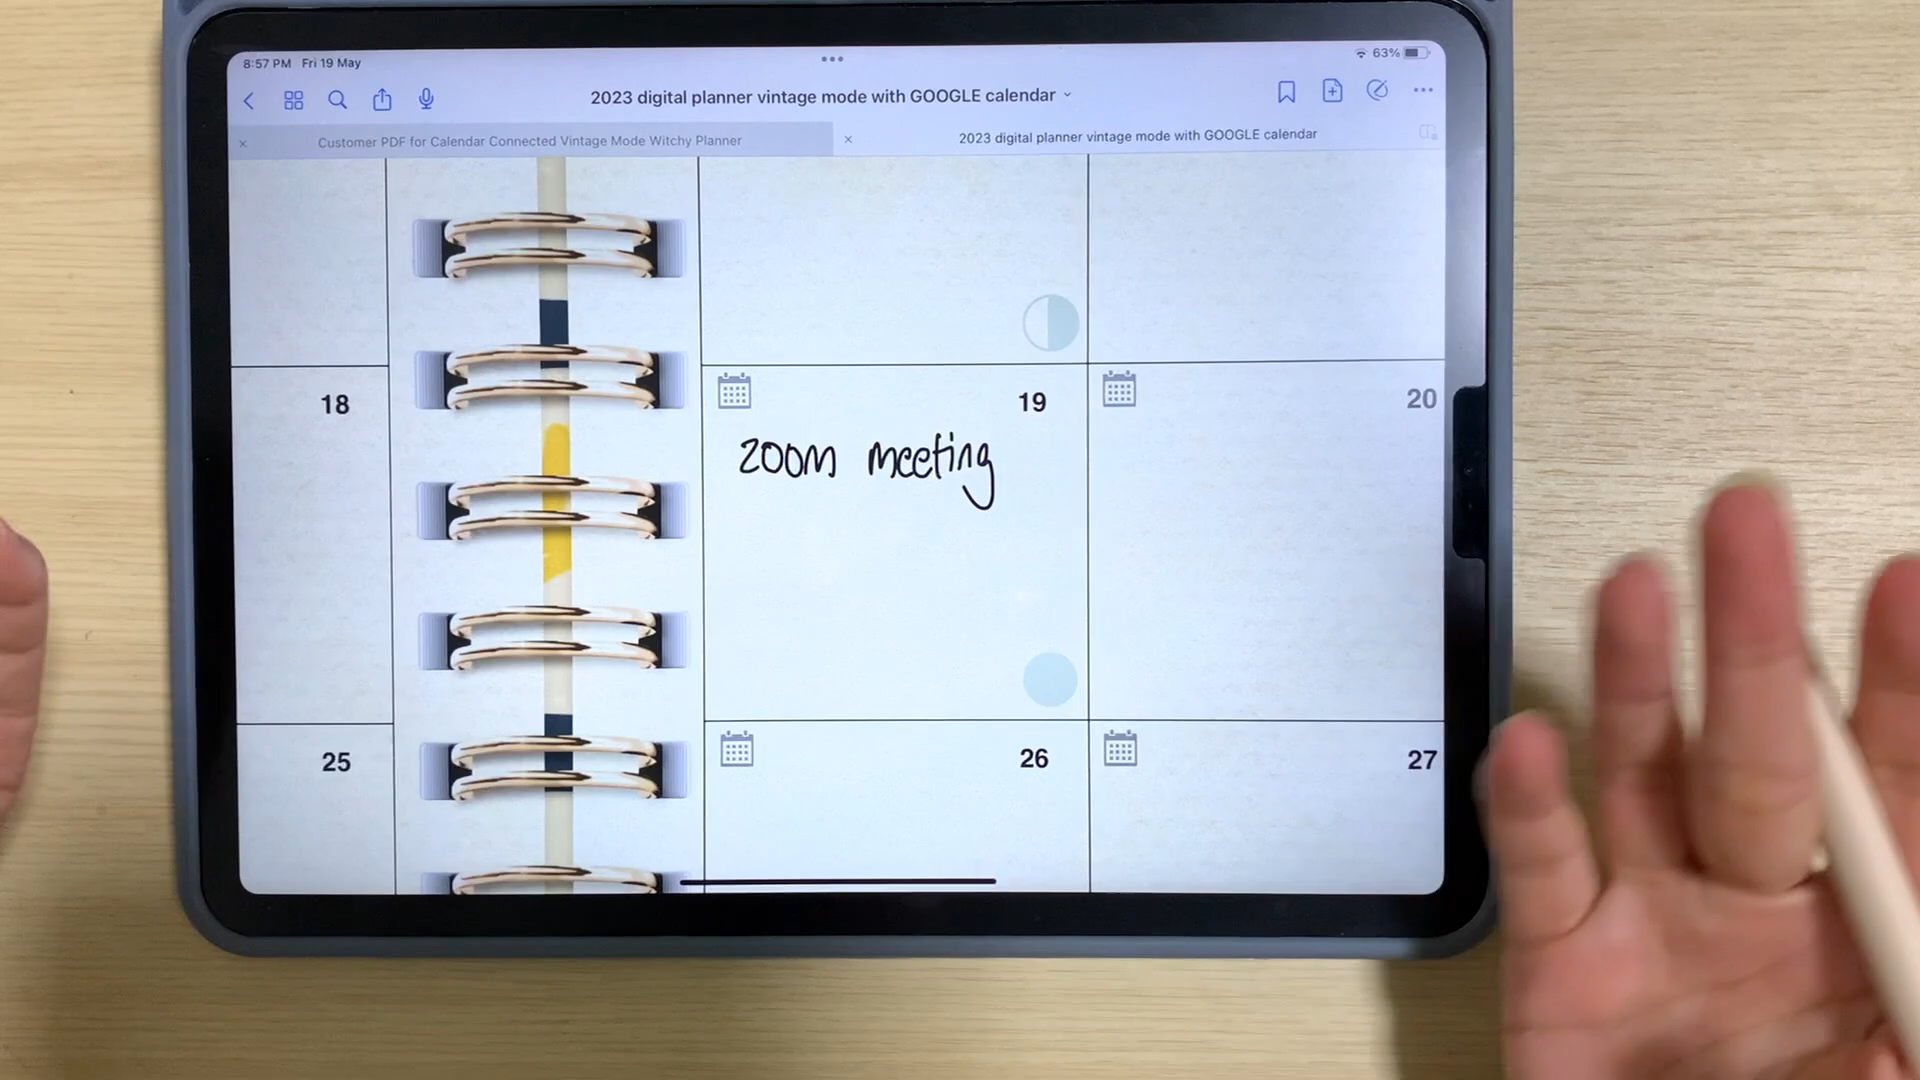 8:57 PM Fri 19 May
63%
2023 digital planner vintage mode with GOOGLE calendar
Customer PDF for Calendar Connected Vintage Mode Witchy Planner
2023 digital planner vintage mode with GOOGLE calendar
18
19
20
zoom meeting
25
26
27